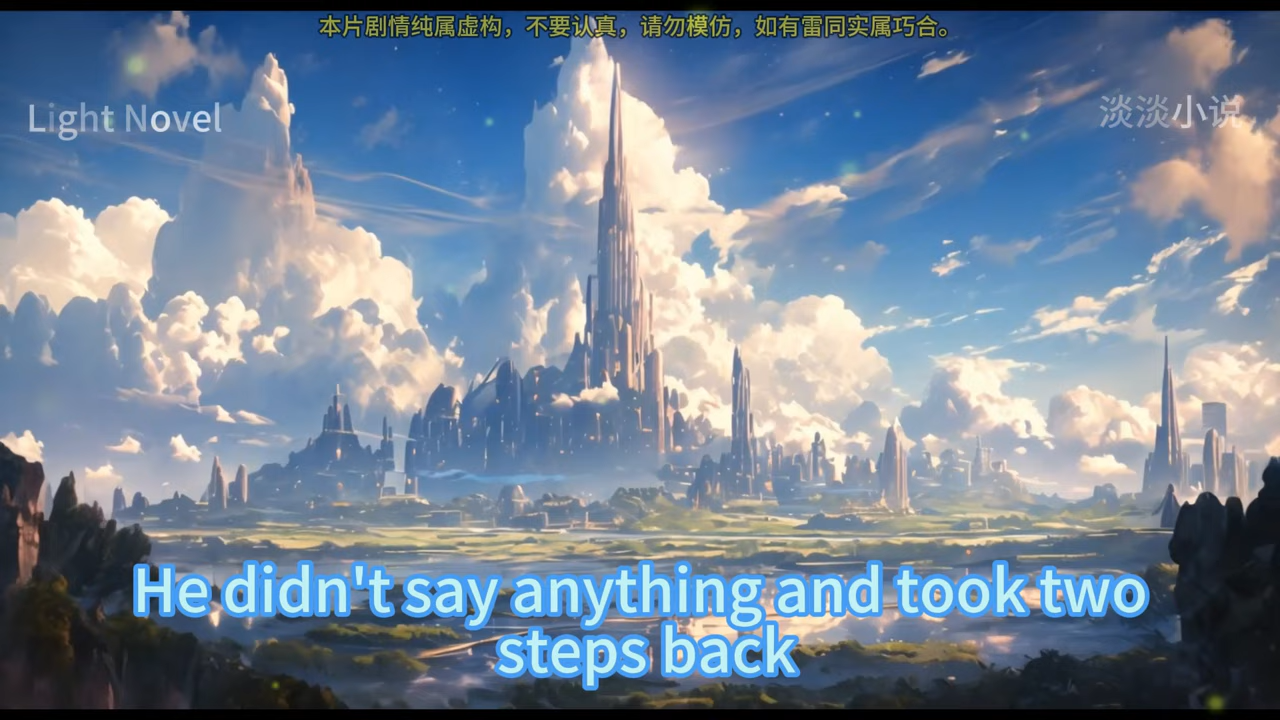 本片剧情纯属虚构，不要认真，请勿模仿，如有雷同实属巧合。
Light Novel
淡淡小说
He didn't say anything and took two
steps back